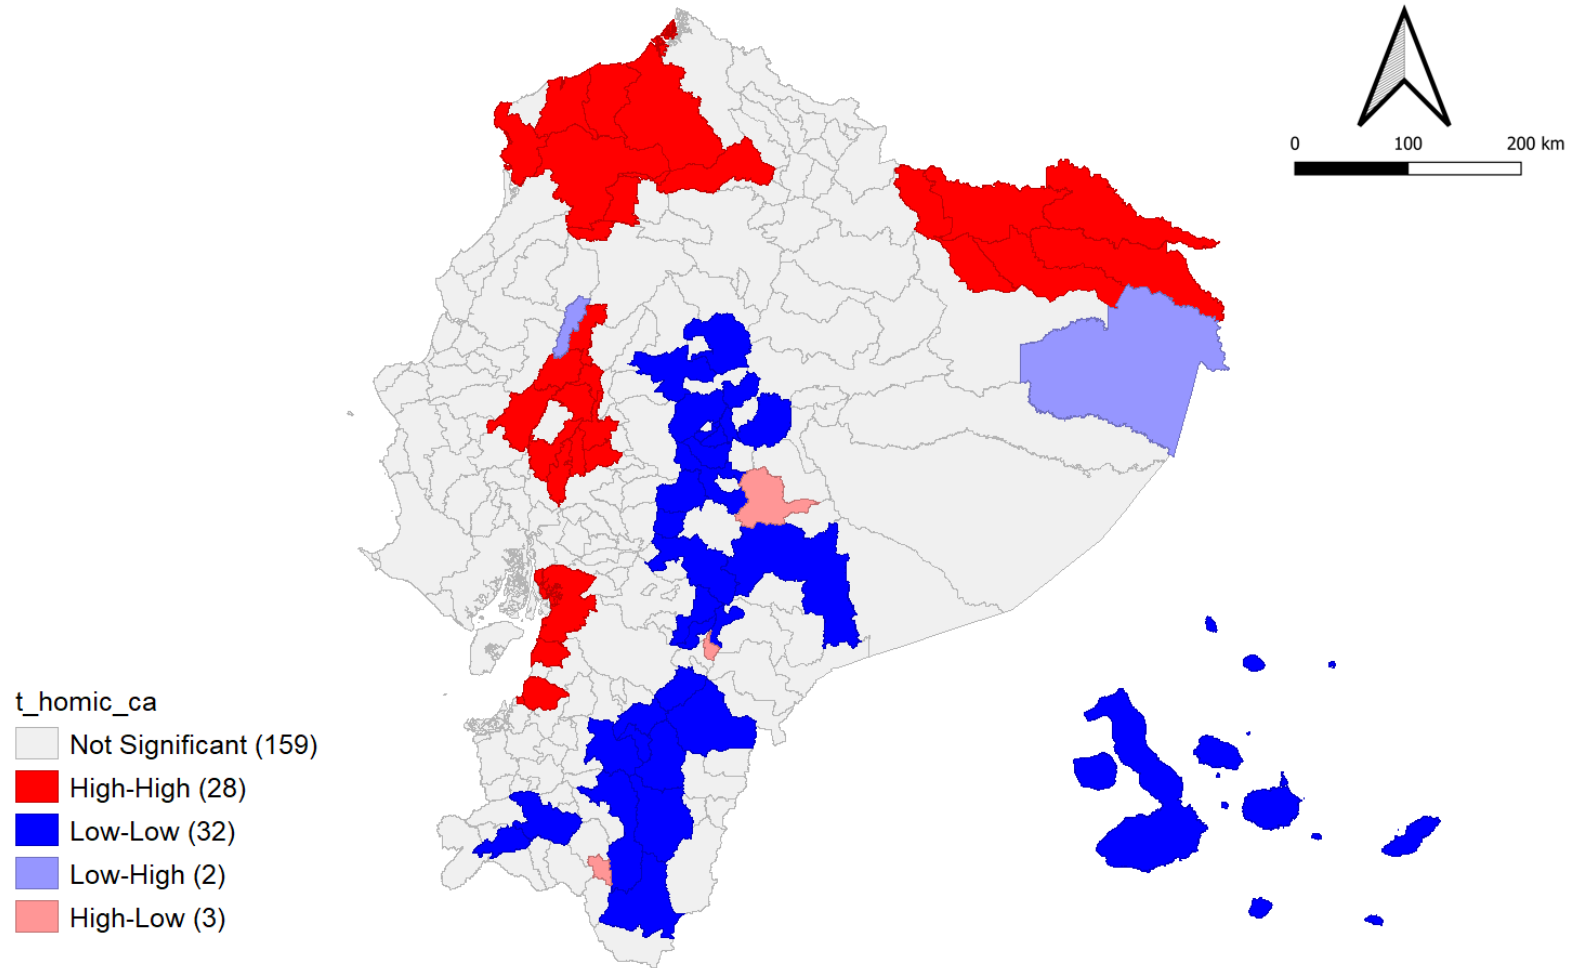 0 100 200 km
t_homic_ca
Not Significant (159)
High-High (28)
Low-Low (32)
Low-High (2)
High-Low (3)